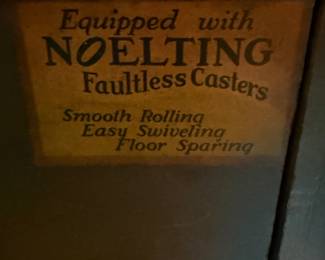 Equipped with
NOELTING
Faultless Casters
Smooth Rolling
Easy Swiveling
Floor Sparing